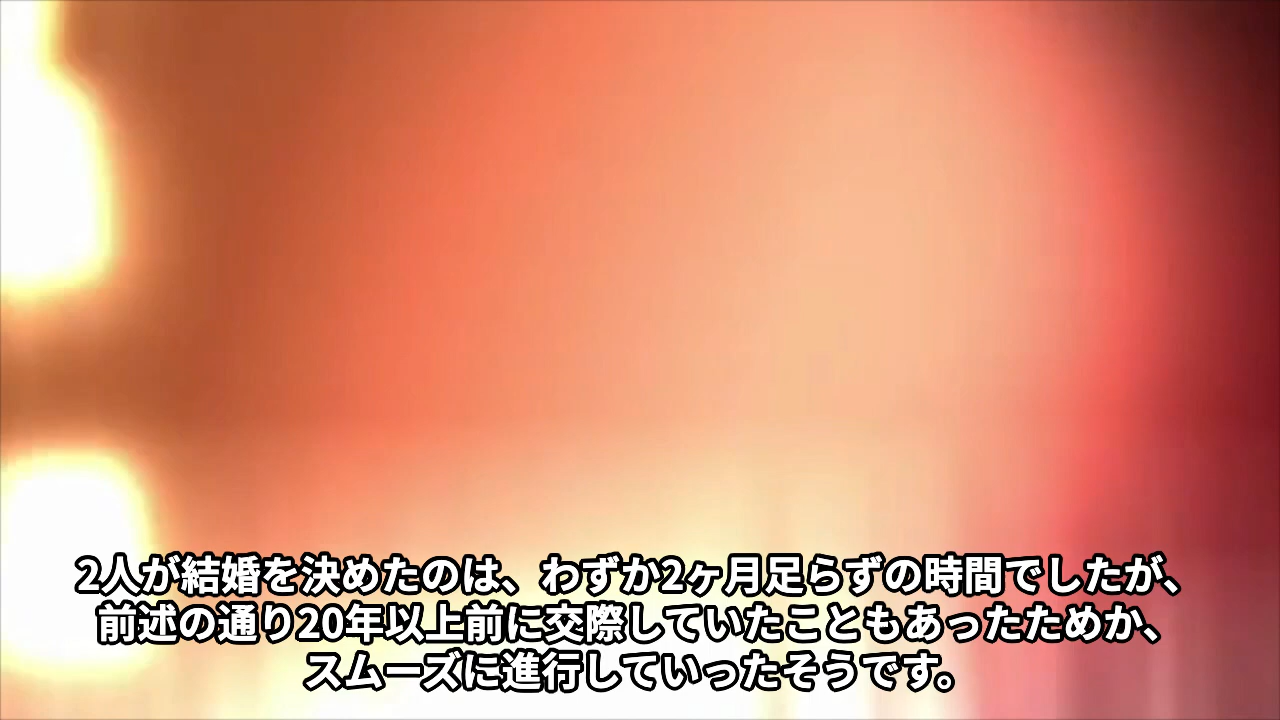 2人が結婚を決めたのは、わずか2ヶ月足らずの時間でしたが、
前述の通り20年以上前に交際していたこともあったためか、
スムーズに進行していったそうです。